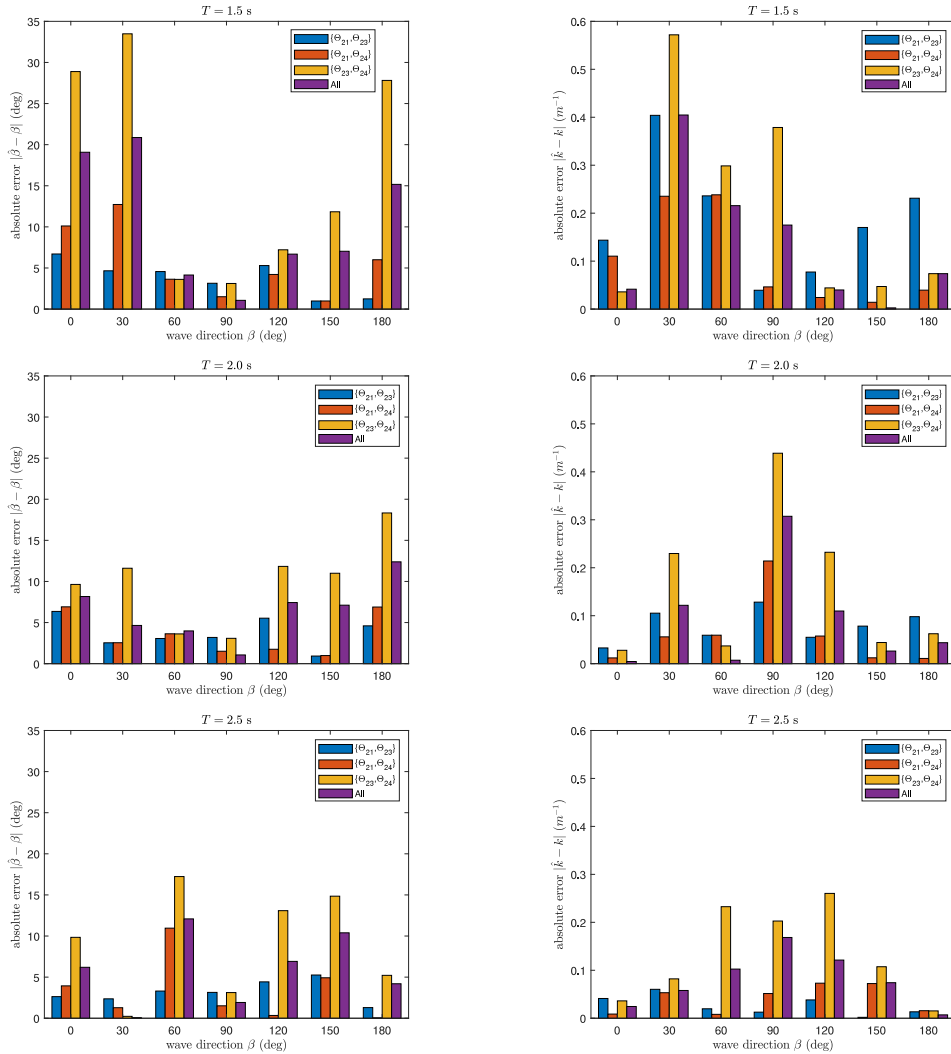 T = 1.5 s
35
30
25
20
15
10
5
0
absolute error |β̂ − β| (deg)
{Θ21,Θ23}
{Θ21,Θ24}
{Θ23,Θ24}
All
0 30 60 90 120 150 180
wave direction β (deg)
T = 1.5 s
0.6
0.5
0.4
0.3
0.2
0.1
0
absolute error |k̂ − k| (m⁻¹)
{Θ21,Θ23}
{Θ21,Θ24}
{Θ23,Θ24}
All
0 30 60 90 120 150 180
wave direction β (deg)
T = 2.0 s
35
30
25
20
15
10
5
0
absolute error |β̂ − β| (deg)
{Θ21,Θ23}
{Θ21,Θ24}
{Θ23,Θ24}
All
0 30 60 90 120 150 180
wave direction β (deg)
T = 2.0 s
0.6
0.5
0.4
0.3
0.2
0.1
0
absolute error |k̂ − k| (m⁻¹)
{Θ21,Θ23}
{Θ21,Θ24}
{Θ23,Θ24}
All
0 30 60 90 120 150 180
wave direction β (deg)
T = 2.5 s
35
30
25
20
15
10
5
0
absolute error |β̂ − β| (deg)
{Θ21,Θ23}
{Θ21,Θ24}
{Θ23,Θ24}
All
0 30 60 90 120 150 180
wave direction β (deg)
T = 2.5 s
0.6
0.5
0.4
0.3
0.2
0.1
0
absolute error |k̂ − k| (m⁻¹)
{Θ21,Θ23}
{Θ21,Θ24}
{Θ23,Θ24}
All
0 30 60 90 120 150 180
wave direction β (deg)